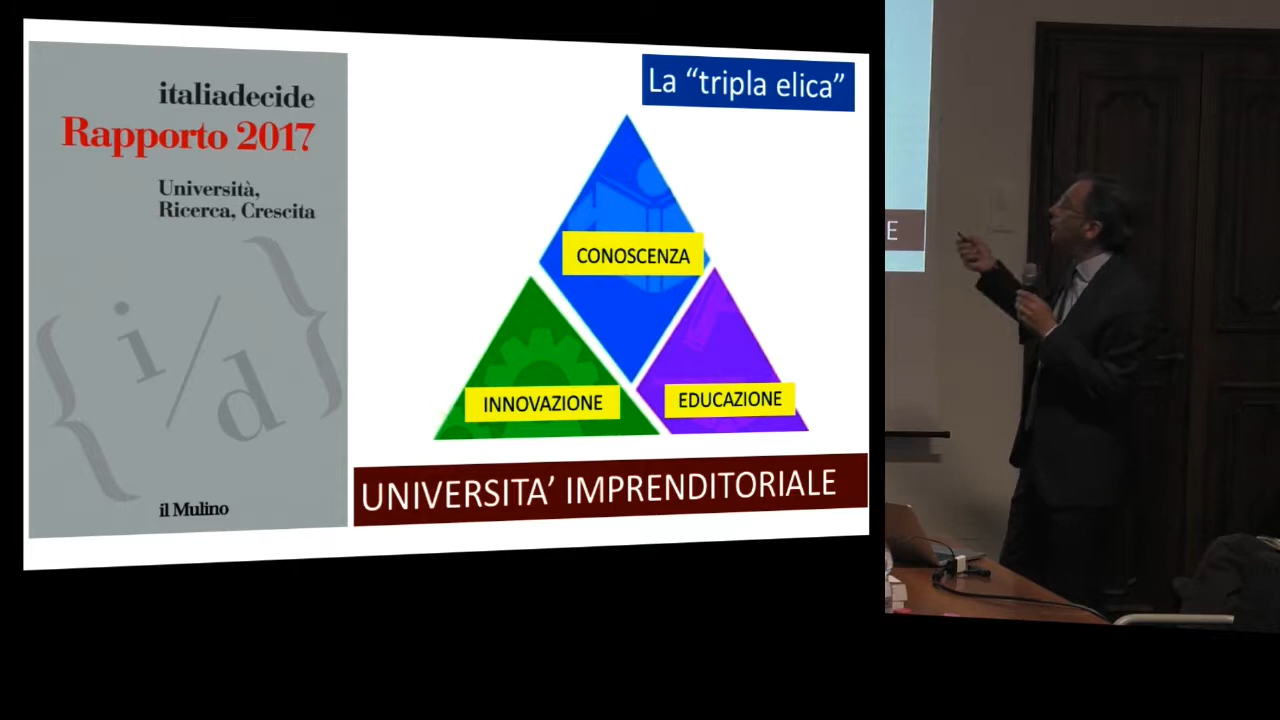 italiadecide
Rapporto 2017
Università,
Ricerca, Crescita
{i/d}
il Mulino
La “tripla elica”
CONOSCENZA
INNOVAZIONE
EDUCAZIONE
UNIVERSITA’ IMPRENDITORIALE
E